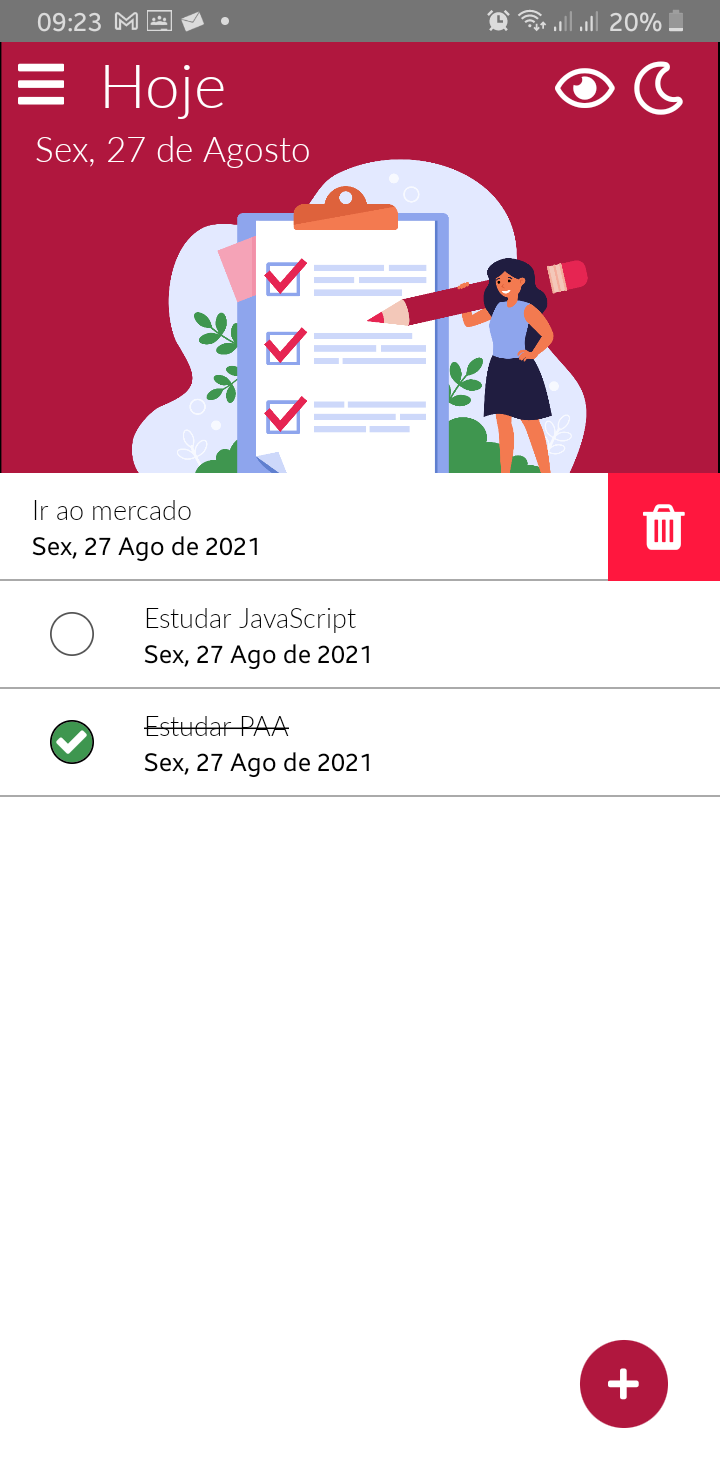 09:23
20%
Hoje
Sex, 27 de Agosto
Ir ao mercado
Sex, 27 Ago de 2021
Estudar JavaScript
Sex, 27 Ago de 2021
Estudar PAA
Sex, 27 Ago de 2021